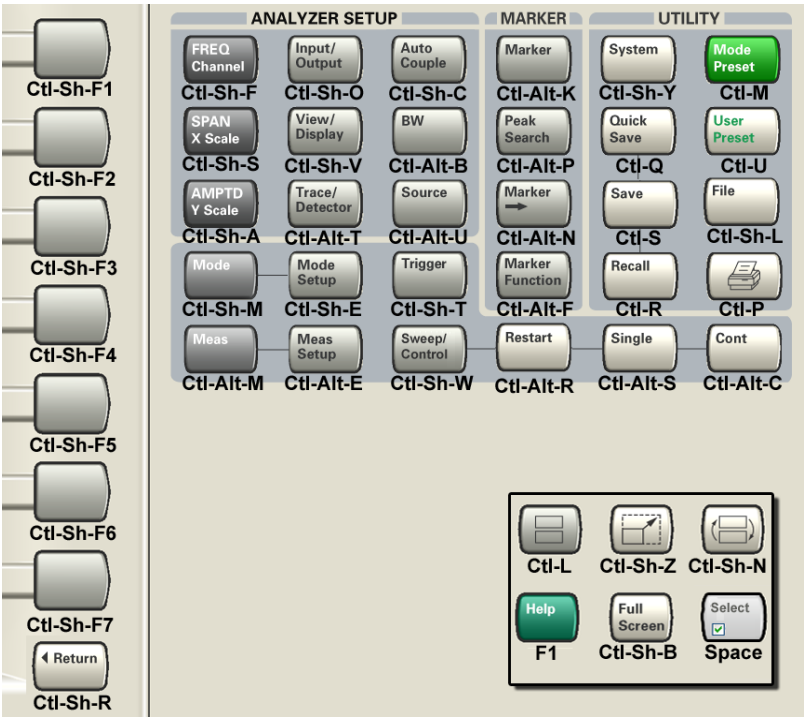 ANALYZER SETUP
MARKER
UTILITY
FREQ
Channel
Ctl-Sh-F
Input/
Output
Ctl-Sh-O
Auto
Couple
Ctl-Sh-C
Marker
Ctl-Alt-K
System
Ctl-Sh-Y
Mode
Preset
Ctl-M
SPAN
X Scale
Ctl-Sh-S
View/
Display
Ctl-Sh-V
BW
Ctl-Alt-B
Peak
Search
Ctl-Alt-P
Quick
Save
Ctl-Q
User
Preset
Ctl-U
AMPTD
Y Scale
Ctl-Sh-A
Trace/
Detector
Ctl-Alt-T
Source
Ctl-Alt-U
Marker
Ctl-Alt-N
Save
Ctl-S
File
Ctl-Sh-L
Mode
Ctl-Sh-M
Mode
Setup
Ctl-Sh-E
Trigger
Ctl-Sh-T
Marker
Function
Ctl-Alt-F
Recall
Ctl-R
Ctl-P
Meas
Ctl-Alt-M
Meas
Setup
Ctl-Alt-E
Sweep/
Control
Ctl-Sh-W
Restart
Ctl-Alt-R
Single
Ctl-Alt-S
Cont
Ctl-Alt-C
Ctl-Sh-F1
Ctl-Sh-F2
Ctl-Sh-F3
Ctl-Sh-F4
Ctl-Sh-F5
Ctl-Sh-F6
Ctl-Sh-F7
Return
Ctl-Sh-R
Ctl-L
Ctl-Sh-Z
Ctl-Sh-N
Help
F1
Full
Screen
Ctl-Sh-B
Select
Space